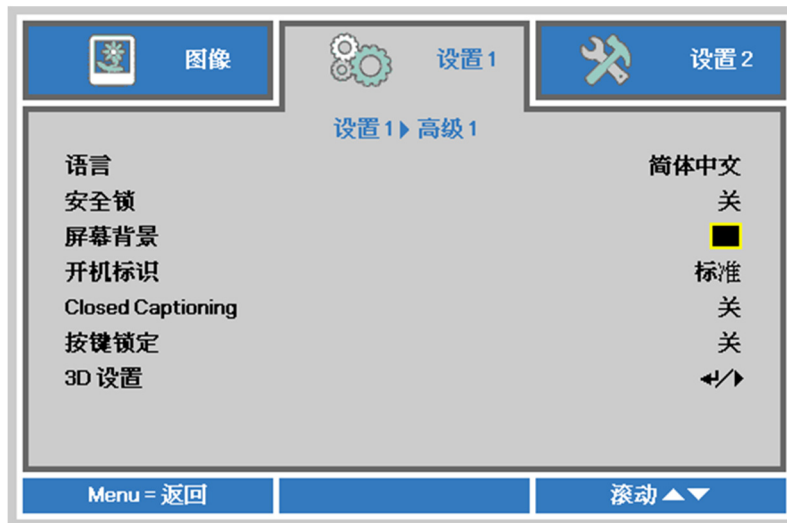 图像
设置 1
设置 2
设置 1 ▶ 高级 1
语言 简体中文
安全锁 关
屏幕背景
开机标识 标准
Closed Captioning 关
按键锁定 关
3D 设置 ↵/▶
Menu = 返回
滚动▲▼